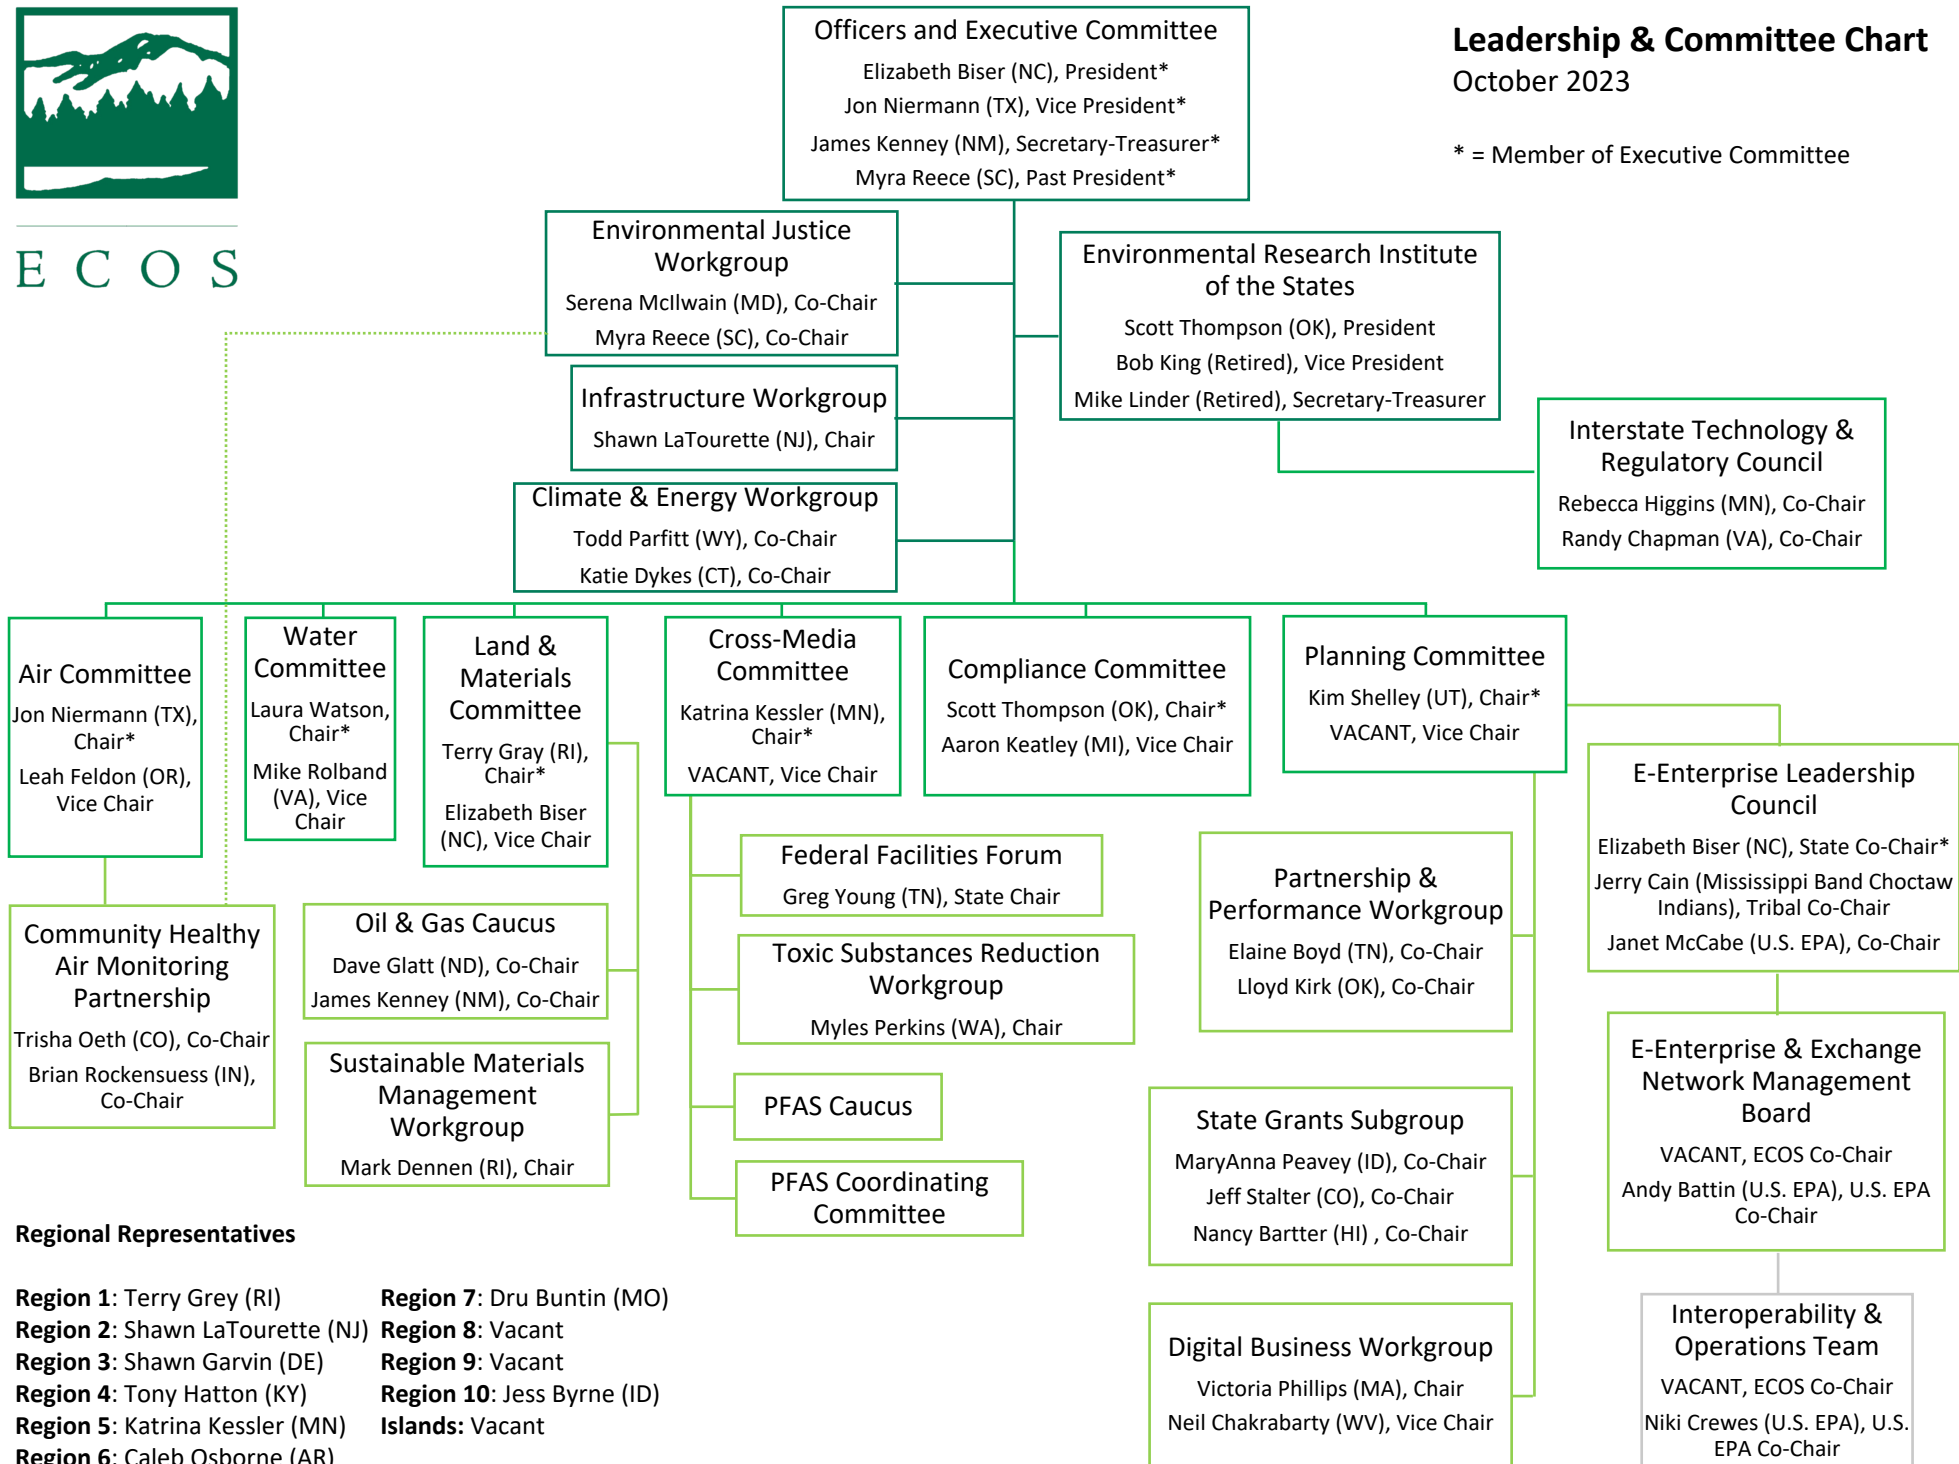 ECOS
Officers and Executive Committee
Elizabeth Biser (NC), President*
Jon Niermann (TX), Vice President*
James Kenney (NM), Secretary-Treasurer*
Myra Reece (SC), Past President*
Leadership & Committee Chart
October 2023
* = Member of Executive Committee
Environmental Justice
Workgroup
Serena McIlwain (MD), Co-Chair
Myra Reece (SC), Co-Chair
Environmental Research Institute
of the States
Scott Thompson (OK), President
Bob King (Retired), Vice President
Mike Linder (Retired), Secretary-Treasurer
Infrastructure Workgroup
Shawn LaTourette (NJ), Chair
Interstate Technology &
Regulatory Council
Rebecca Higgins (MN), Co-Chair
Randy Chapman (VA), Co-Chair
Climate & Energy Workgroup
Todd Parfitt (WY), Co-Chair
Katie Dykes (CT), Co-Chair
Air Committee
Jon Niermann (TX),
Chair*
Leah Feldon (OR),
Vice Chair
Water
Committee
Laura Watson,
Chair*
Mike Rolband
(VA), Vice
Chair
Land &
Materials
Committee
Terry Gray (RI),
Chair*
Elizabeth Biser
(NC), Vice Chair
Cross-Media
Committee
Katrina Kessler (MN),
Chair*
VACANT, Vice Chair
Compliance Committee
Scott Thompson (OK), Chair*
Aaron Keatley (MI), Vice Chair
Planning Committee
Kim Shelley (UT), Chair*
VACANT, Vice Chair
E-Enterprise Leadership
Council
Elizabeth Biser (NC), State Co-Chair*
Jerry Cain (Mississippi Band Choctaw
Indians), Tribal Co-Chair
Janet McCabe (U.S. EPA), Co-Chair
Community Healthy
Air Monitoring
Partnership
Trisha Oeth (CO), Co-Chair
Brian Rockensuess (IN),
Co-Chair
Oil & Gas Caucus
Dave Glatt (ND), Co-Chair
James Kenney (NM), Co-Chair
Sustainable Materials
Management
Workgroup
Mark Dennen (RI), Chair
Federal Facilities Forum
Greg Young (TN), State Chair
Toxic Substances Reduction
Workgroup
Myles Perkins (WA), Chair
PFAS Caucus
PFAS Coordinating
Committee
Partnership &
Performance Workgroup
Elaine Boyd (TN), Co-Chair
Lloyd Kirk (OK), Co-Chair
State Grants Subgroup
MaryAnna Peavey (ID), Co-Chair
Jeff Stalter (CO), Co-Chair
Nancy Bartter (HI) , Co-Chair
Digital Business Workgroup
Victoria Phillips (MA), Chair
Neil Chakrabarty (WV), Vice Chair
E-Enterprise & Exchange
Network Management
Board
VACANT, ECOS Co-Chair
Andy Battin (U.S. EPA), U.S. EPA
Co-Chair
Interoperability &
Operations Team
VACANT, ECOS Co-Chair
Niki Crewes (U.S. EPA), U.S.
EPA Co-Chair
Regional Representatives
Region 1: Terry Grey (RI)
Region 2: Shawn LaTourette (NJ)
Region 3: Shawn Garvin (DE)
Region 4: Tony Hatton (KY)
Region 5: Katrina Kessler (MN)
Region 6: Caleb Osborne (AR)
Region 7: Dru Buntin (MO)
Region 8: Vacant
Region 9: Vacant
Region 10: Jess Byrne (ID)
Islands: Vacant